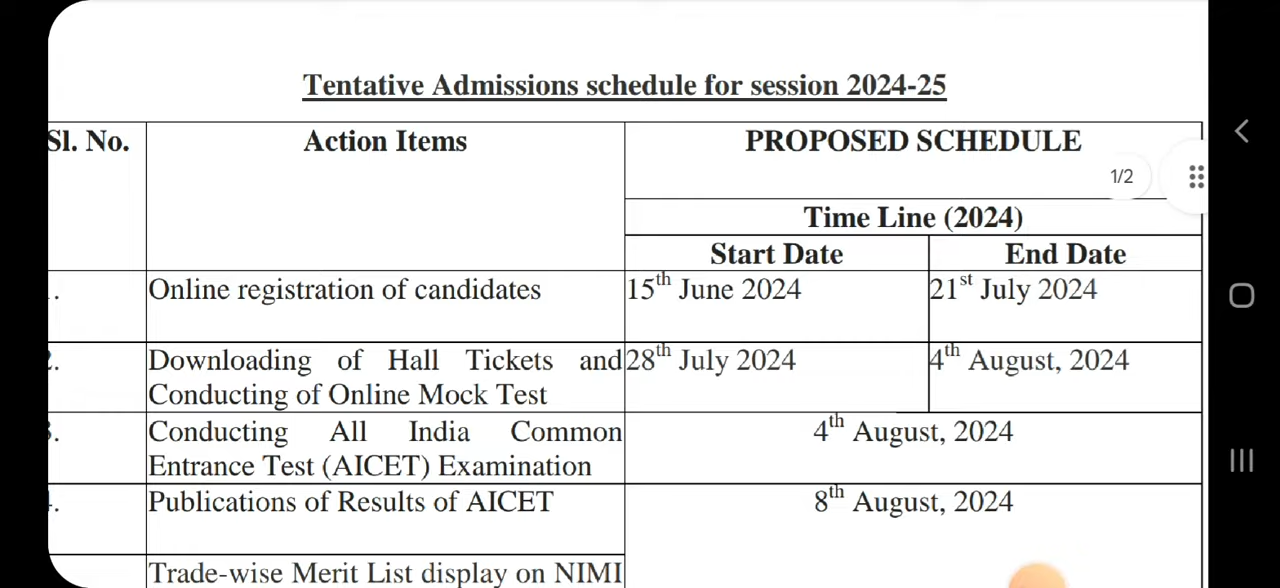 Tentative Admissions schedule for session 2024-25
Sl. No.
Action Items
PROPOSED SCHEDULE
1/2
Time Line (2024)
Start Date
End Date
Online registration of candidates
15th June 2024
21st July 2024
2.
Downloading of Hall Tickets and
Conducting of Online Mock Test
28th July 2024
4th August, 2024
3.
Conducting All India Common
Entrance Test (AICET) Examination
4th August, 2024
Publications of Results of AICET
8th August, 2024
Trade-wise Merit List display on NIMI